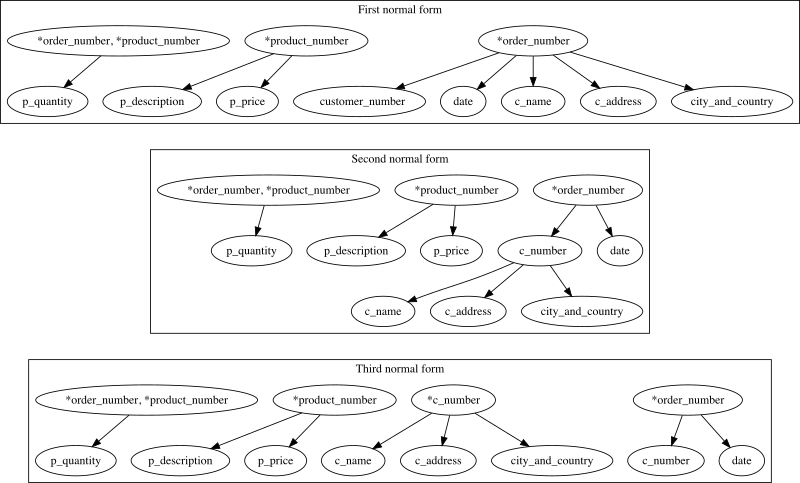 First normal form
*order_number, *product_number
*product_number
*order_number
p_quantity
p_description
p_price
customer_number
date
c_name
c_address
city_and_country
Second normal form
*order_number, *product_number
*product_number
*order_number
p_quantity
p_description
p_price
c_number
date
c_name
c_address
city_and_country
Third normal form
*order_number, *product_number
*product_number
*c_number
*order_number
p_quantity
p_description
p_price
c_name
c_address
city_and_country
c_number
date